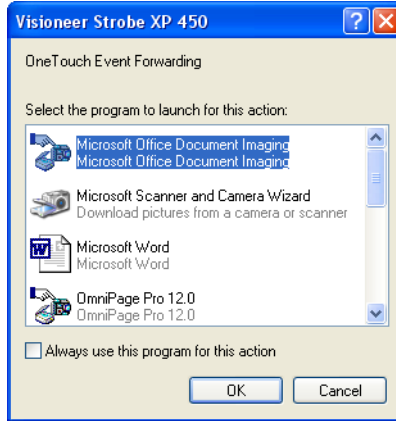 Visioneer Strobe XP 450
OneTouch Event Forwarding
Select the program to launch for this action:
Microsoft Office Document Imaging
Microsoft Office Document Imaging
Microsoft Scanner and Camera Wizard
Download pictures from a camera or scanner
Microsoft Word
Microsoft Word
OmniPage Pro 12.0
OmniPage Pro 12.0
Always use this program for this action
OK Cancel